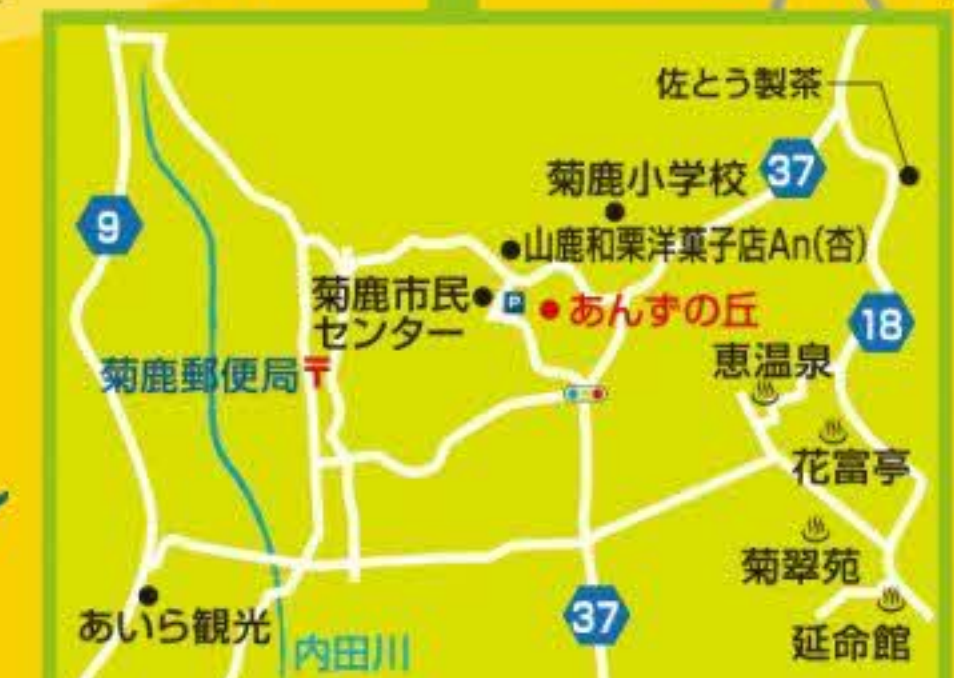 佐とう製茶
菊鹿小学校
37
9
山鹿和栗洋菓子店An(杏)
菊鹿市民
センター
P
あんずの丘
18
恵温泉
菊鹿郵便局
〒
花富亭
菊翠苑
あいら観光
37
内田川
延命館